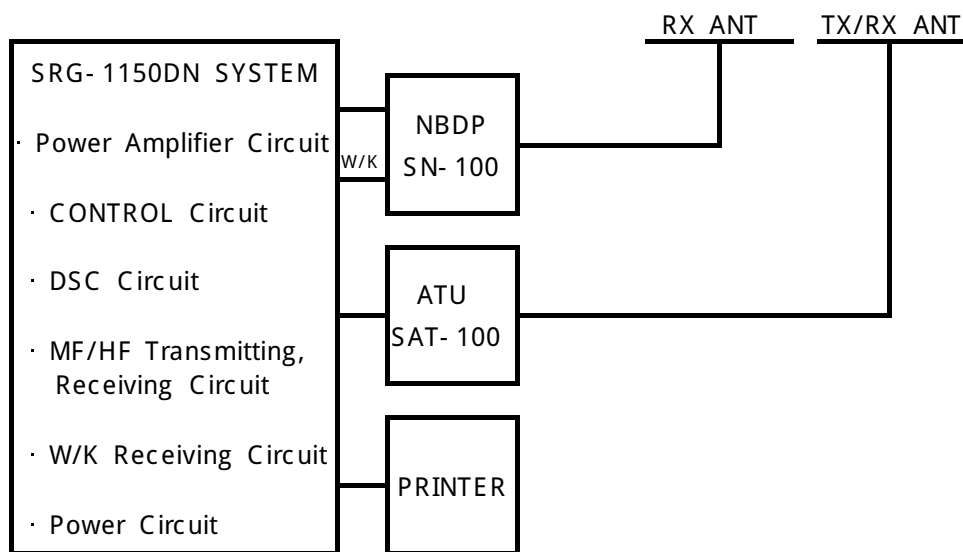 RX ANT
TX/RX ANT
SRG-1150DN SYSTEM
· Power Amplifier Circuit
· CONTROL Circuit
· DSC Circuit
· MF/HF Transmitting,
Receiving Circuit
· W/K Receiving Circuit
· Power Circuit
W/K
NBDP
SN-100
ATU
SAT-100
PRINTER